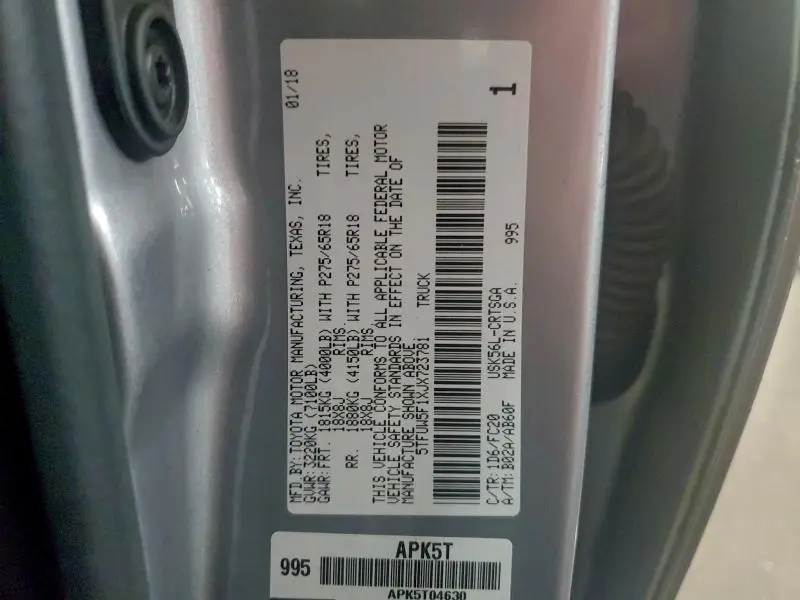 MFD.BY:TOYOTA MOTOR MANUFACTURING, TEXAS, INC. 01/18
GVWR:3220KG (7100LB)
GAWR:FRT. 1815KG (4000LB) WITH P275/65R18 TIRES,
18X8J RIMS,
RR. 1880KG (4150LB) WITH P275/65R18 TIRES,
18X8J RIMS,
THIS VEHICLE CONFORMS TO ALL APPLICABLE FEDERAL MOTOR
VEHICLE SAFETY STANDARDS IN EFFECT ON THE DATE OF
MANUFACTURE SHOWN ABOVE.
5TFUW5F1XJX723781 TRUCK
1
C/TR:1D6/FC20 USK56L-CRTSGA 995
A/TM:B02A/AB60F MADE IN U.S.A.
APK5T
995
APK5T04630